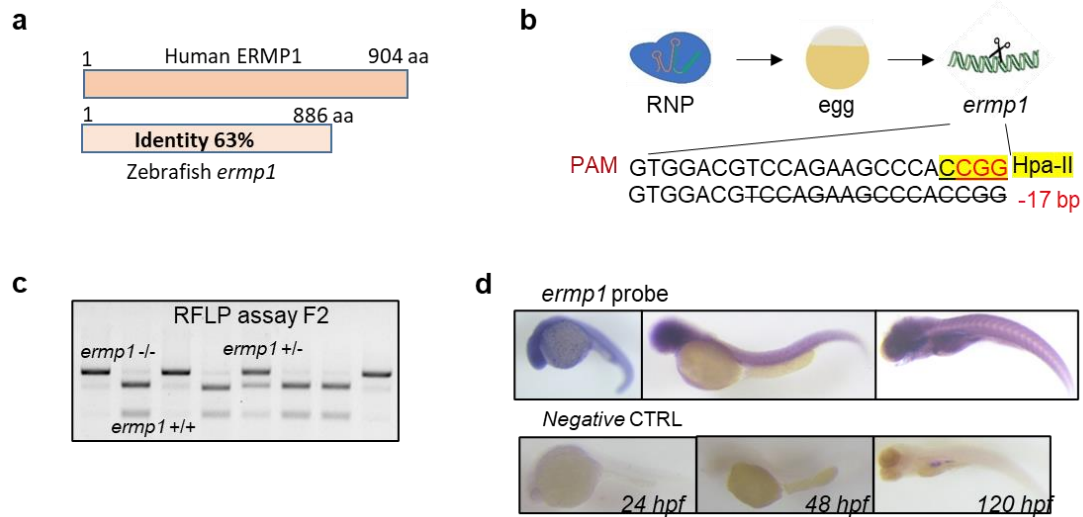 a
1 Human ERMP1 904 aa
1 886 aa
Identity 63%
Zebrafish ermp1
b
RNP egg ermp1
PAM GTGGACGTCCAGAAGCCCACCGG Hpa-II
GTGGACGTCCAGAAGCCCACCGG -17 bp
c
RFLP assay F2
ermp1 -/- ermp1 +/-
ermp1 +/+
d
ermp1 probe
Negative CTRL
24 hpf 48 hpf 120 hpf